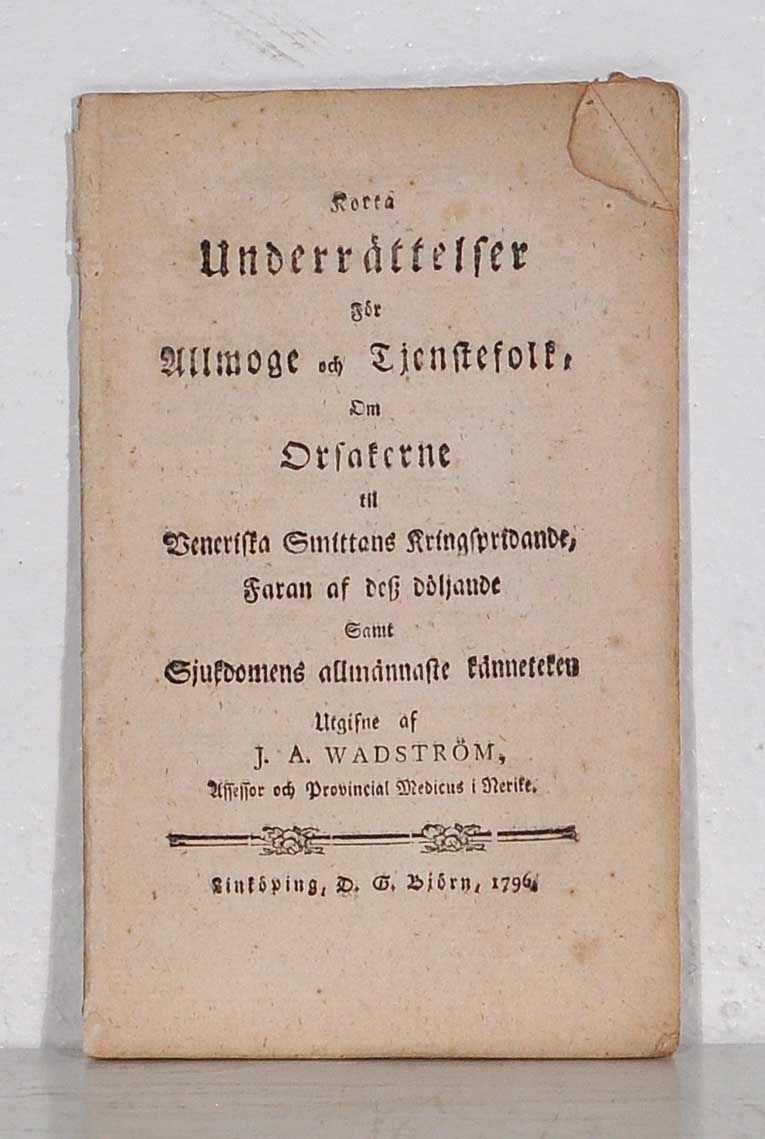 Korta
Underrättelser
För
Allmoge och Tjenstefolk,
Om
Orsakerne
til
Veneriska Smittans Kringspridande,
Faran af deß döljande
Samt
Sjukdomens allmännaste känneteken
Utgifne af
J. A. WADSTRÖM,
Assessor och Provincial Medicus i Nerike.
Linköping, D. G. Björn, 1796.